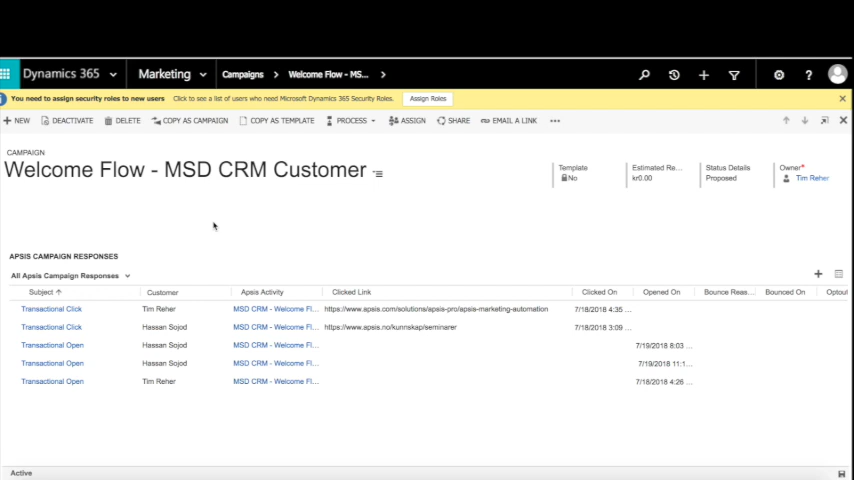 Dynamics 365 Marketing Campaigns Welcome Flow - MS...
You need to assign security roles to new users Click to see a list of users who need Microsoft Dynamics 365 Security Roles. Assign Roles
NEW DEACTIVATE DELETE COPY AS CAMPAIGN COPY AS TEMPLATE PROCESS ASSIGN SHARE EMAIL A LINK
CAMPAIGN
Welcome Flow - MSD CRM Customer
Template Estimated Re... Status Details Owner*
No kr0.00 Proposed Tim Reher
APSIS CAMPAIGN RESPONSES
All Apsis Campaign Responses
Subject Customer Apsis Activity Clicked Link Clicked On Opened On Bounce Reas... Bounced On Optou
Transactional Click Tim Reher MSD CRM - Welcome Fl... https://www.apsis.com/solutions/apsis-pro/apsis-marketing-automation 7/18/2018 4:35 ...
Transactional Click Hassan Sojod MSD CRM - Welcome Fl... https://www.apsis.no/kunnskap/seminarer 7/18/2018 3:09 ...
Transactional Open Hassan Sojod MSD CRM - Welcome Fl... 7/19/2018 8:03 ...
Transactional Open Hassan Sojod MSD CRM - Welcome Fl... 7/19/2018 11:1...
Transactional Open Tim Reher MSD CRM - Welcome Fl... 7/18/2018 4:26 ...
Active